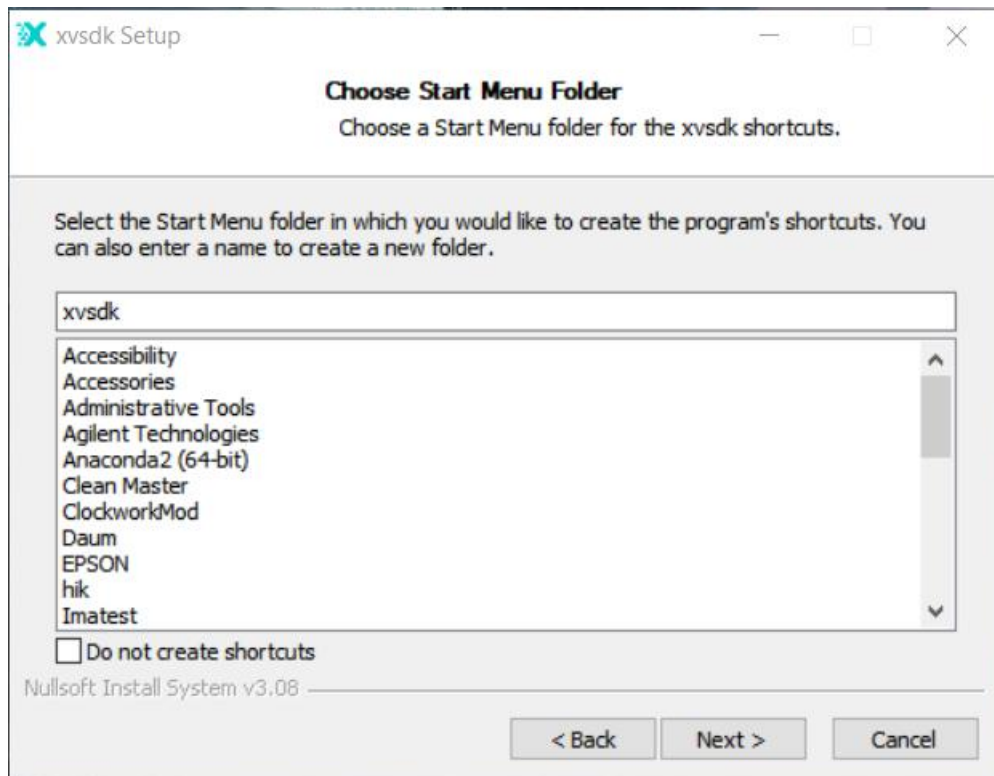 xvsdk Setup
Choose Start Menu Folder
Choose a Start Menu folder for the xvsdk shortcuts.
Select the Start Menu folder in which you would like to create the program's shortcuts. You
can also enter a name to create a new folder.
xvsdk
Accessibility
Accessories
Administrative Tools
Agilent Technologies
Anaconda2 (64-bit)
Clean Master
ClockworkMod
Daum
EPSON
hik
Imatest
Do not create shortcuts
Nullsoft Install System v3.08
< Back Next > Cancel